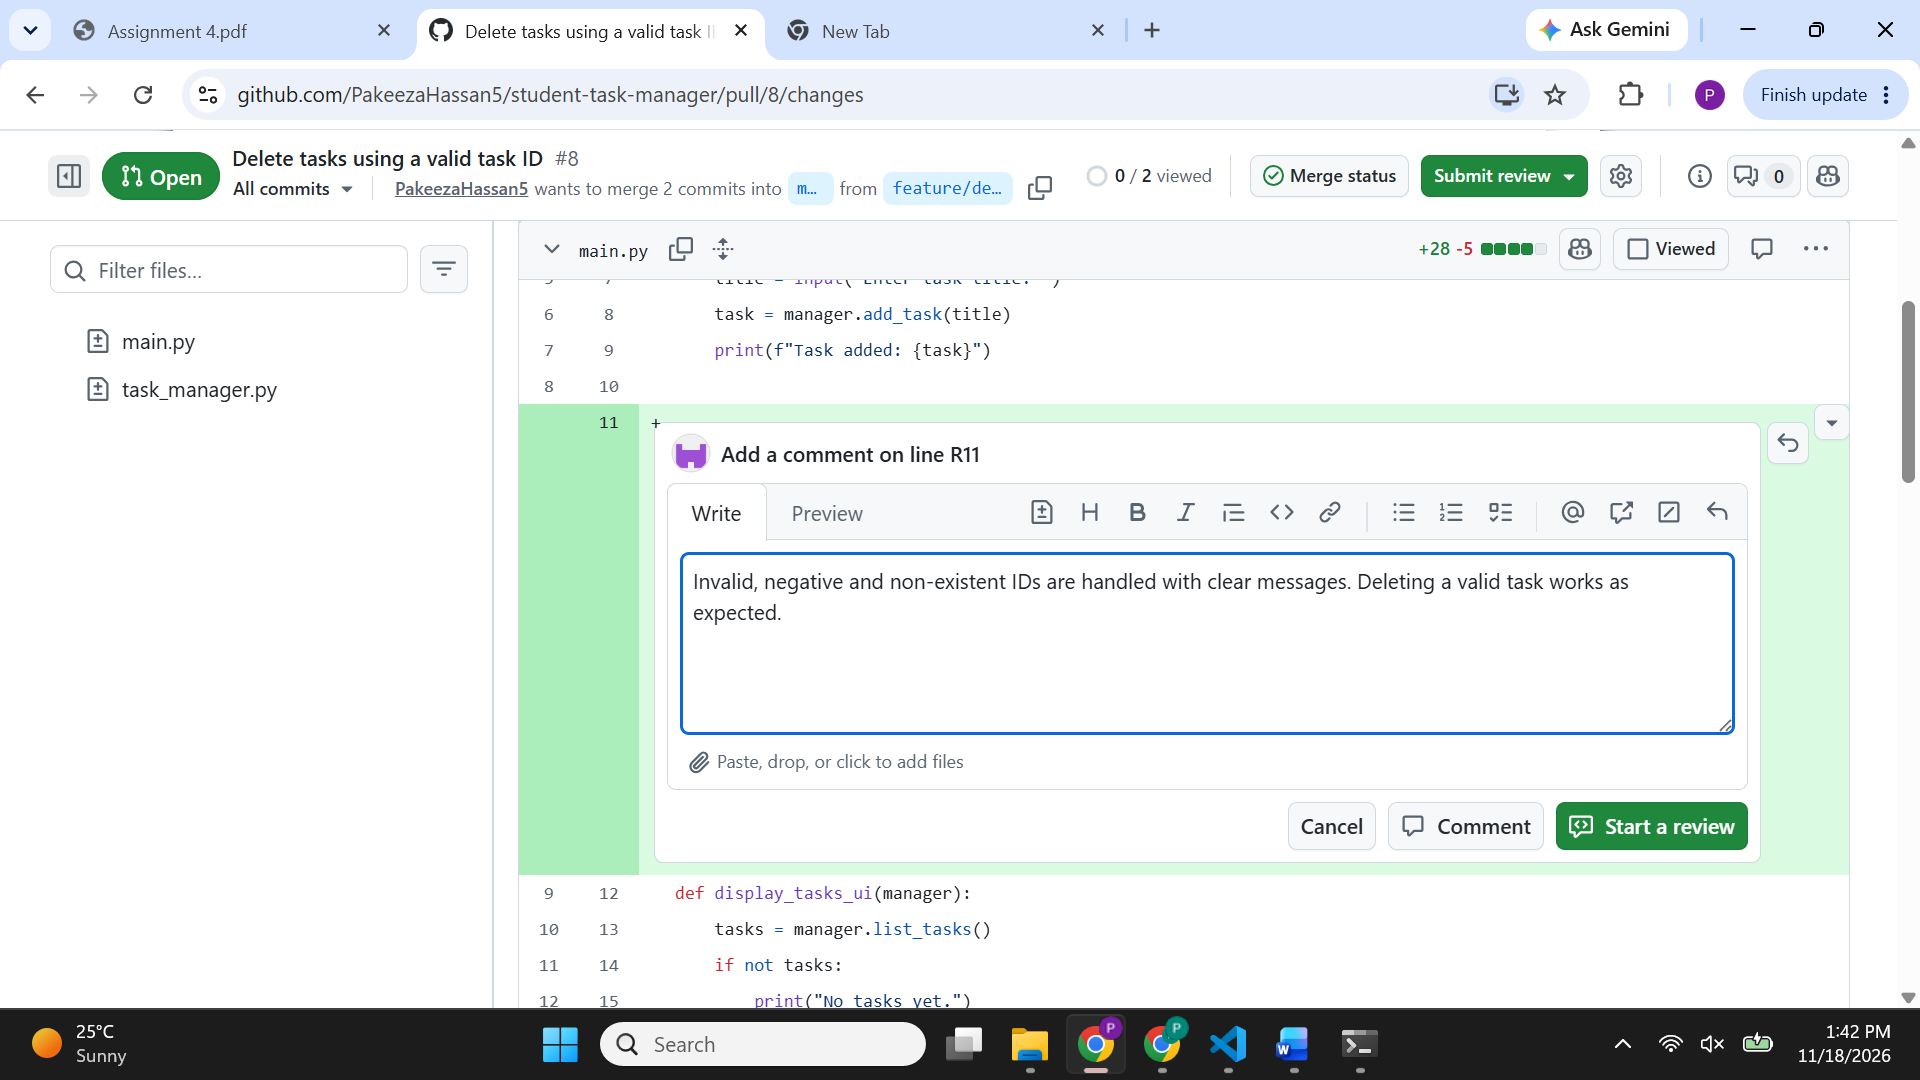 Assignment 4.pdf
Delete tasks using a valid task I
New Tab
Ask Gemini
github.com/PakeezaHassan5/student-task-manager/pull/8/changes
P
Finish update
Open
Delete tasks using a valid task ID #8
All commits
PakeezaHassan5 wants to merge 2 commits into m... from feature/de...
0 / 2 viewed
Merge status
Submit review
0
Filter files...
main.py
task_manager.py
main.py
+28 -5
Viewed
6 8 task = manager.add_task(title)
7 9 print(f"Task added: {task}")
8 10
11 +
Add a comment on line R11
Write
Preview
Invalid, negative and non-existent IDs are handled with clear messages. Deleting a valid task works as
expected.
Paste, drop, or click to add files
Cancel
Comment
Start a review
9 12 def display_tasks_ui(manager):
10 13 tasks = manager.list_tasks()
11 14 if not tasks:
12 15 print("No tasks yet.")
25°C
Sunny
Search
P
P
1:42 PM
11/18/2026